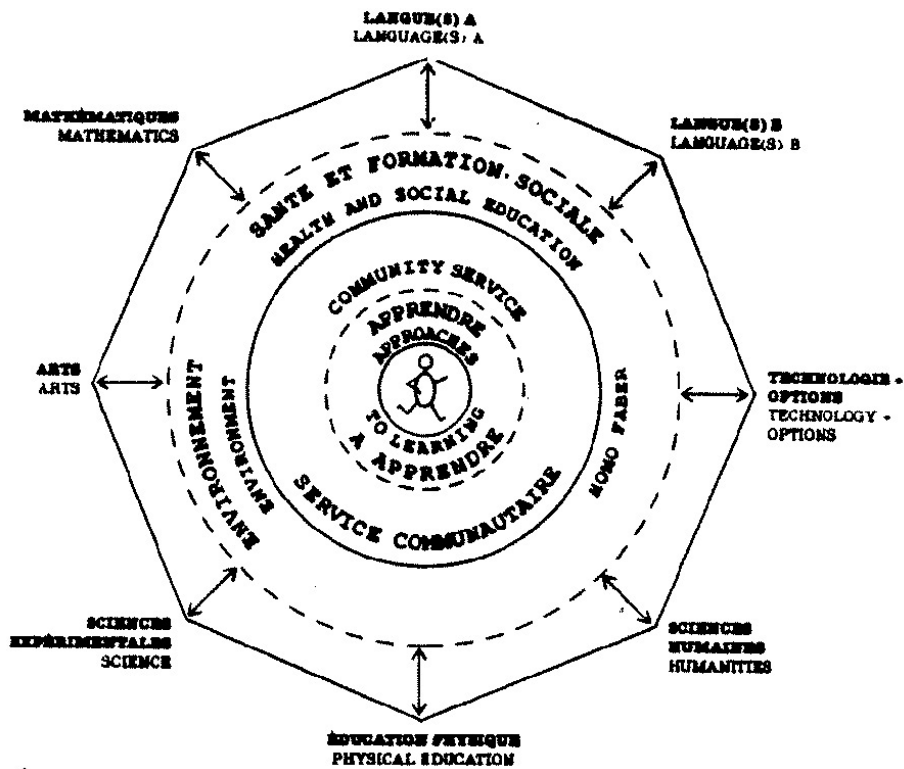 LANGUE(S) A
LANGUAGE(S) A
MATHÉMATIQUES
MATHEMATICS
LANGUE(S) B
LANGUAGE(S) B
SANTE ET FORMATION SOCIALE
HEALTH AND SOCIAL EDUCATION
COMMUNITY SERVICE
APPRENDRE
APPROACHES
TO LEARNING
A APPRENDRE
SERVICE COMMUNAUTAIRE
ARTS
ARTS
ENVIRONNEMENT
ENVIRONMENT
HOMO FABER
TECHNOLOGIE +
OPTIONS
TECHNOLOGY +
OPTIONS
SCIENCES
EXPÉRIMENTALES
SCIENCE
SCIENCES
HUMAINES
HUMANITIES
ÉDUCATION PHYSIQUE
PHYSICAL EDUCATION